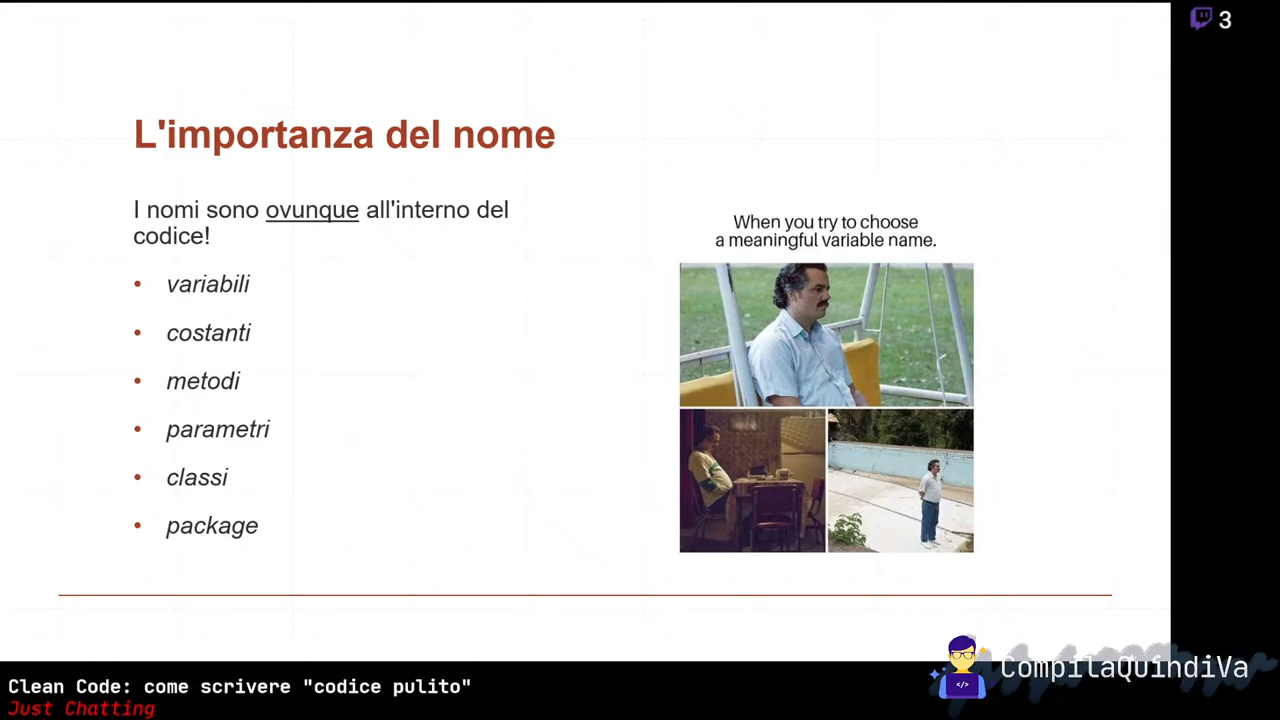 3
L'importanza del nome
I nomi sono ovunque all'interno del
codice!
• variabili
• costanti
• metodi
• parametri
• classi
• package
When you try to choose
a meaningful variable name.
</>
CompilaQuindiVa
Clean Code: come scrivere "codice pulito"
Just Chatting